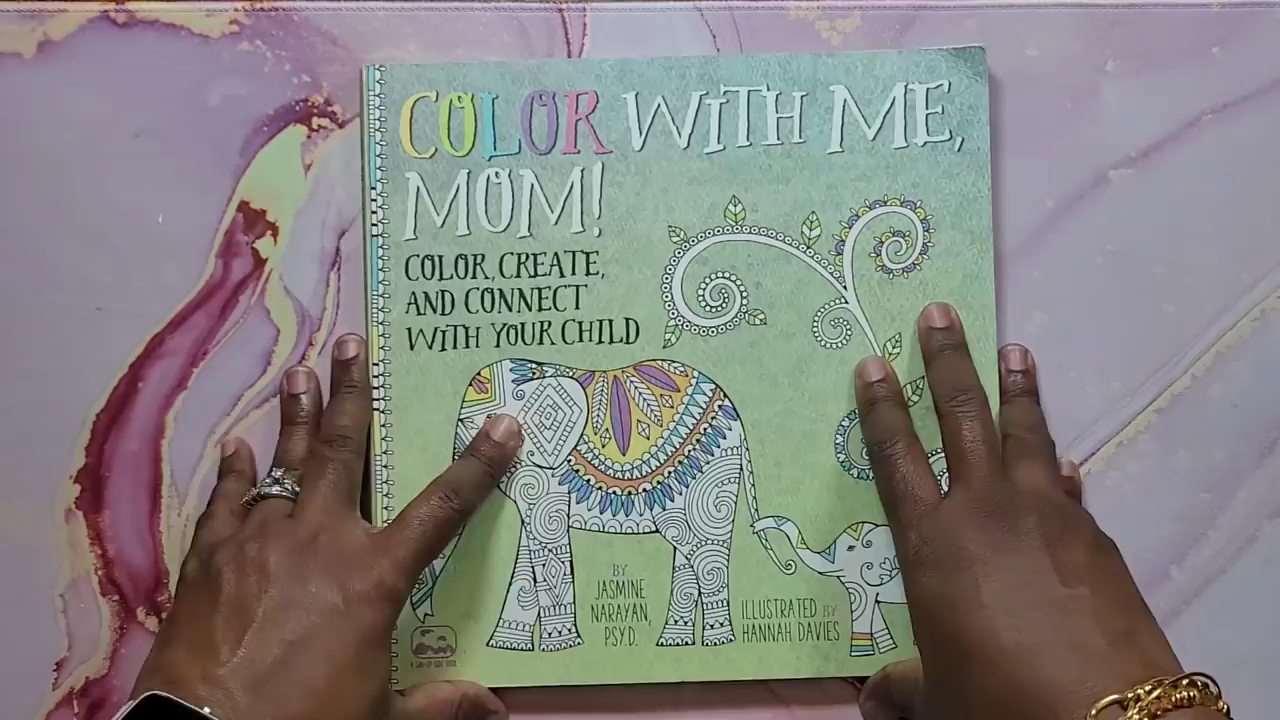 COLOR WITH ME,
MOM!
COLOR, CREATE,
AND CONNECT
WITH YOUR CHILD
BY
JASMINE
NARAYAN,
PSY.D.
ILLUSTRATED BY
HANNAH DAVIES